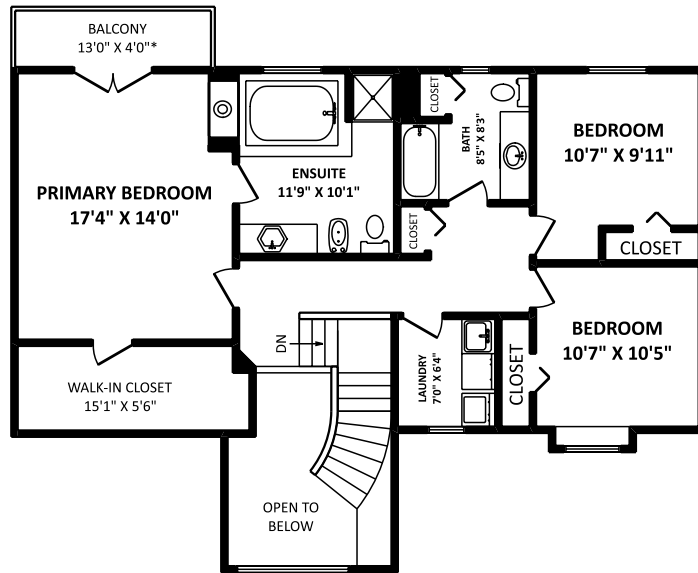 BALCONY
13'0" X 4'0"*
PRIMARY BEDROOM
17'4" X 14'0"
ENSUITE
11'9" X 10'1"
CLOSET
BATH
8'5" X 8'3"
BEDROOM
10'7" X 9'11"
CLOSET
CLOSET
BEDROOM
10'7" X 10'5"
CLOSET
LAUNDRY
7'0" X 6'4"
DN
WALK-IN CLOSET
15'1" X 5'6"
OPEN TO
BELOW